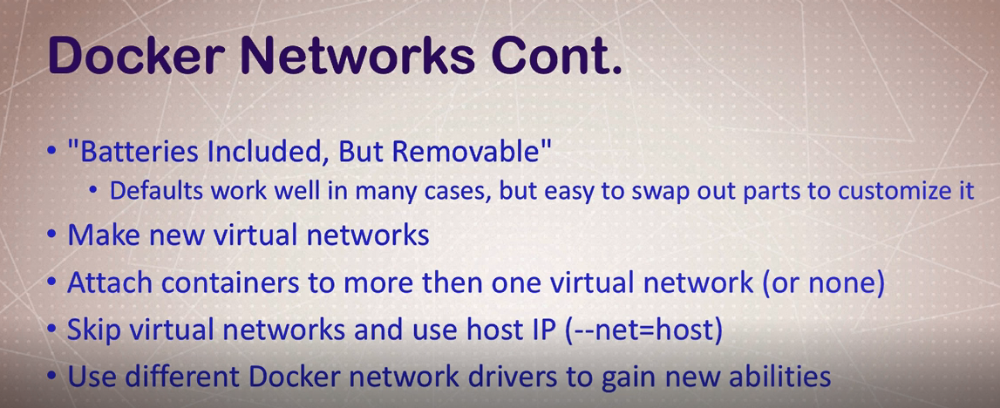 Docker Networks Cont.
• "Batteries Included, But Removable"
• Defaults work well in many cases, but easy to swap out parts to customize it
• Make new virtual networks
• Attach containers to more then one virtual network (or none)
• Skip virtual networks and use host IP (--net=host)
• Use different Docker network drivers to gain new abilities